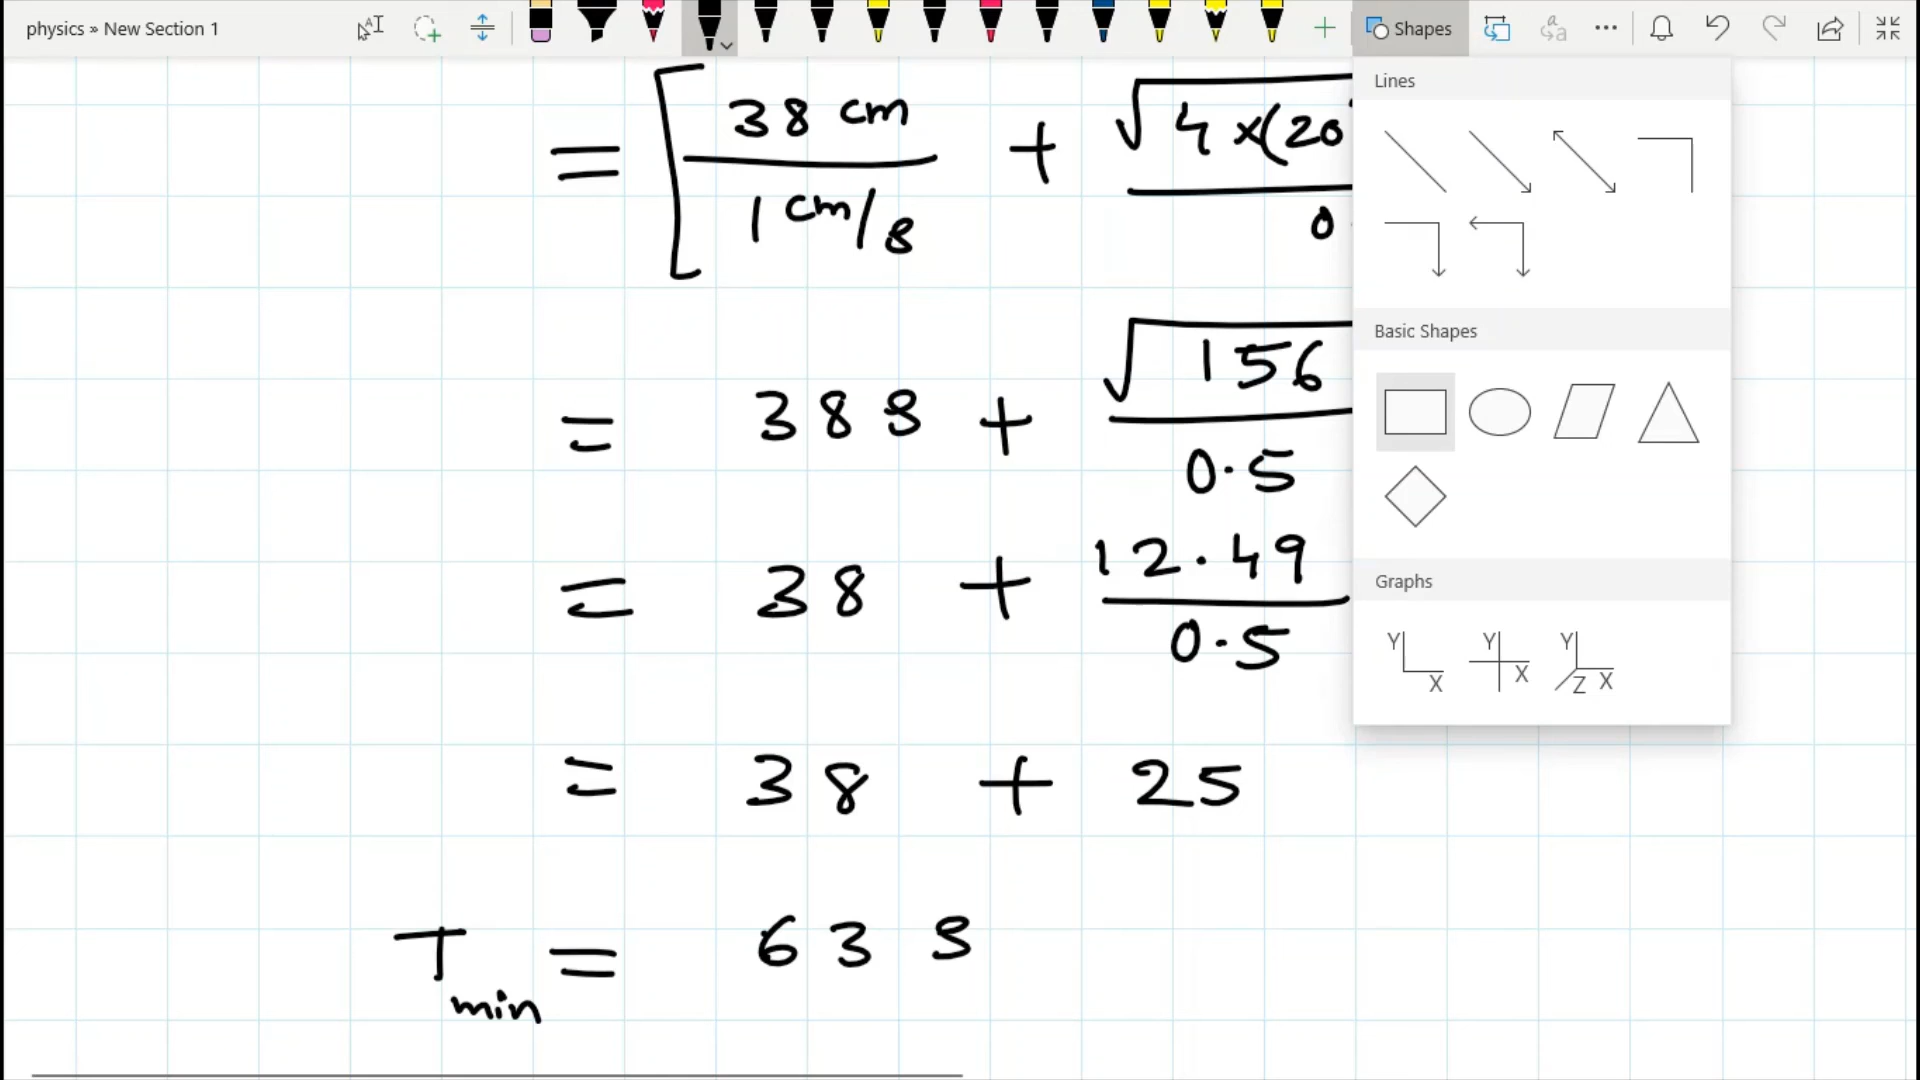 physics » New Section 1
Shapes
Lines
Basic Shapes
Graphs
Y X
Y X
Y Z X
= [ 38 cm / 1 cm/s + √4 ×(20 / 0.
= 38 s + √156 / 0.5
= 38 + 12.49 / 0.5
= 38 + 25
T min = 63 s